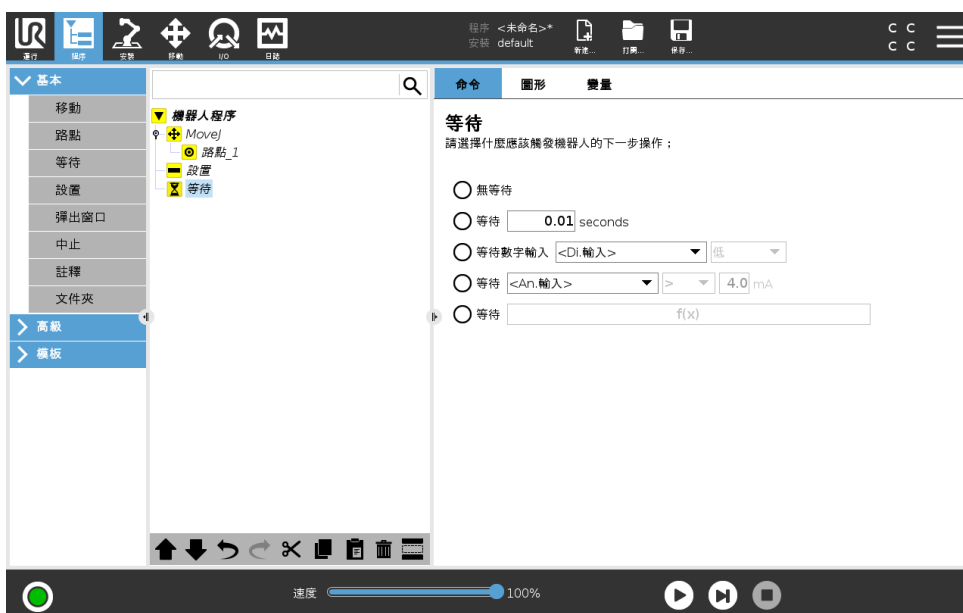 UR
運行
程序
安裝
移動
I/O
日誌
程序 <未命名>*
安裝 default
新建...
打開...
保存...
C C
C C
基本
移動
路點
等待
設置
彈出窗口
中止
註釋
文件夾
高級
模板
機器人程序
MoveJ
路點_1
設置
等待
命令 圖形 變量
等待
請選擇什麼應該觸發機器人的下一步操作；
無等待
等待 0.01 seconds
等待數字輸入 <Di.輸入> 低
等待 <An.輸入> > 4.0 mA
等待 f(x)
速度 100%